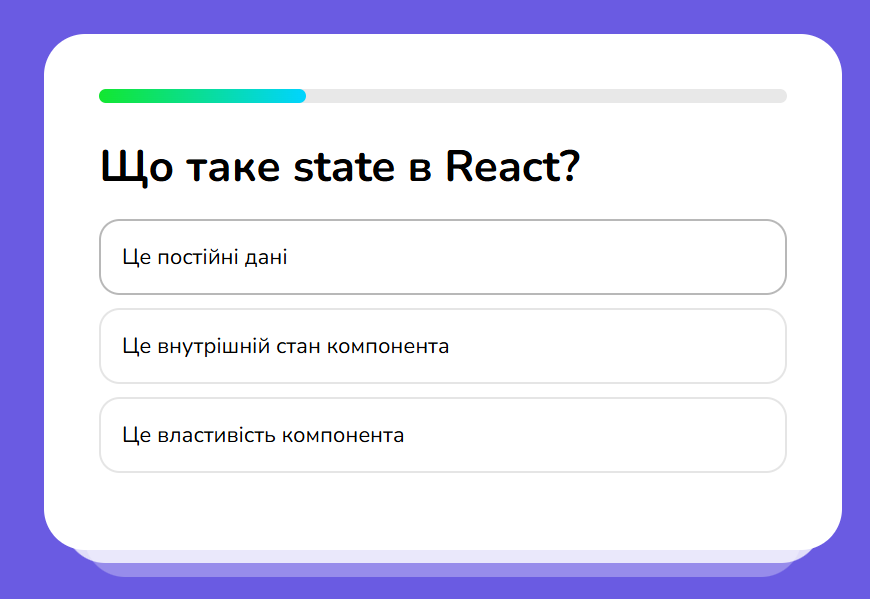 Що таке state в React?
Це постійні дані
Це внутрішній стан компонента
Це властивість компонента